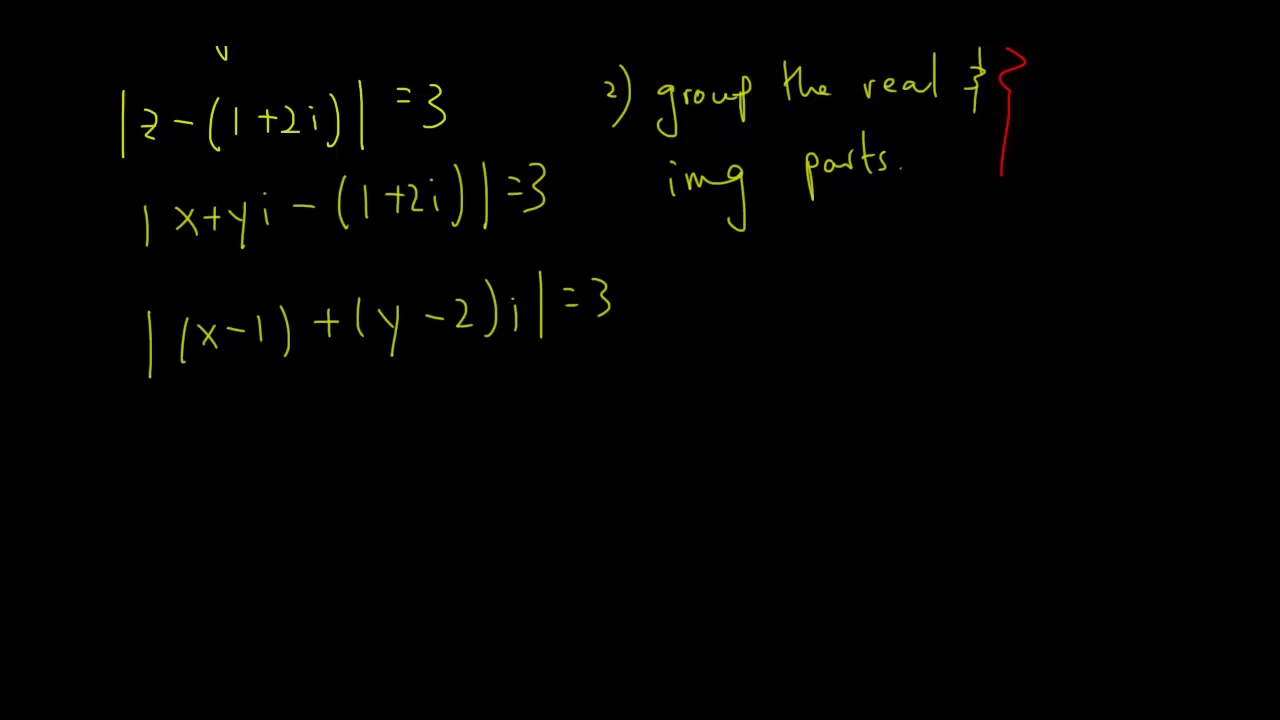 |z - (1 + 2i)| = 3
|x + yi - (1 + 2i)| = 3
|(x - 1) + (y - 2)i| = 3
2) group the real &
img parts.